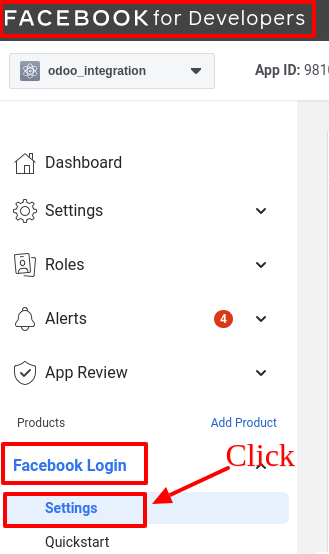 FACEBOOK for Developers
odoo_integration
App ID: 9810
Dashboard
Settings
Roles
Alerts
4
App Review
Products
Add Product
Facebook Login
Click
Settings
Quickstart